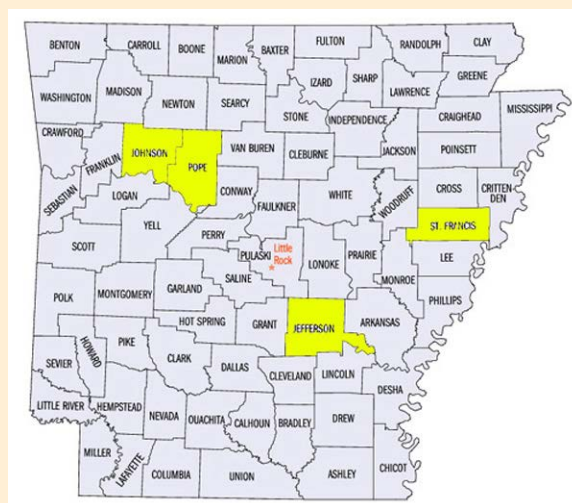 BENTON
CARROLL
BOONE
MARION
BAXTER
FULTON
RANDOLPH
CLAY
IZARD
SHARP
GREENE
LAWRENCE
WASHINGTON
MADISON
NEWTON
SEARCY
STONE
INDEPENDENCE
CRAIGHEAD
MISSISSIPPI
CRAWFORD
FRANKLIN
JOHNSON
POPE
VAN BUREN
CLEBURNE
JACKSON
POINSETT
SEBASTIAN
LOGAN
CONWAY
FAULKNER
WHITE
WOODRUFF
CROSS
CRITTEN
DEN
ST. FRANCIS
YELL
SCOTT
PERRY
PULASKI
Little
Rock
*
LONOKE
PRAIRIE
MONROE
LEE
SALINE
PHILLIPS
POLK
MONTGOMERY
GARLAND
HOT SPRING
GRANT
JEFFERSON
ARKANSAS
HOWARD
PIKE
CLARK
DALLAS
CLEVELAND
LINCOLN
DESHA
SEVIER
LITTLE RIVER
HEMPSTEAD
NEVADA
OUACHITA
CALHOUN
BRADLEY
DREW
MILLER
LAFAYETTE
COLUMBIA
UNION
ASHLEY
CHICOT